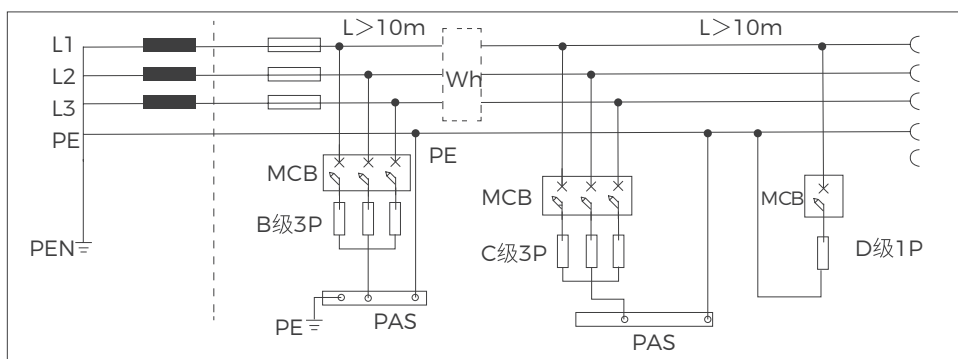 L>10m
L>10m
L1
L2
Wh
L3
PE
PE
MCB
MCB
MCB
B级3P
C级3P
D级1P
PEN
PE
PAS
PAS